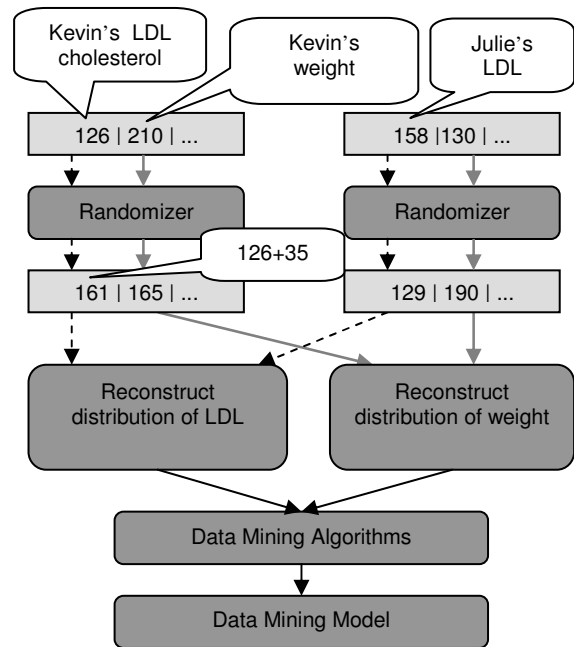 Kevin's LDL
cholesterol
Kevin's
weight
Julie's
LDL
126 | 210 | ...
158 |130 | ...
Randomizer
Randomizer
126+35
161 | 165 | ...
129 | 190 | ...
Reconstruct
distribution of LDL
Reconstruct
distribution of weight
Data Mining Algorithms
Data Mining Model